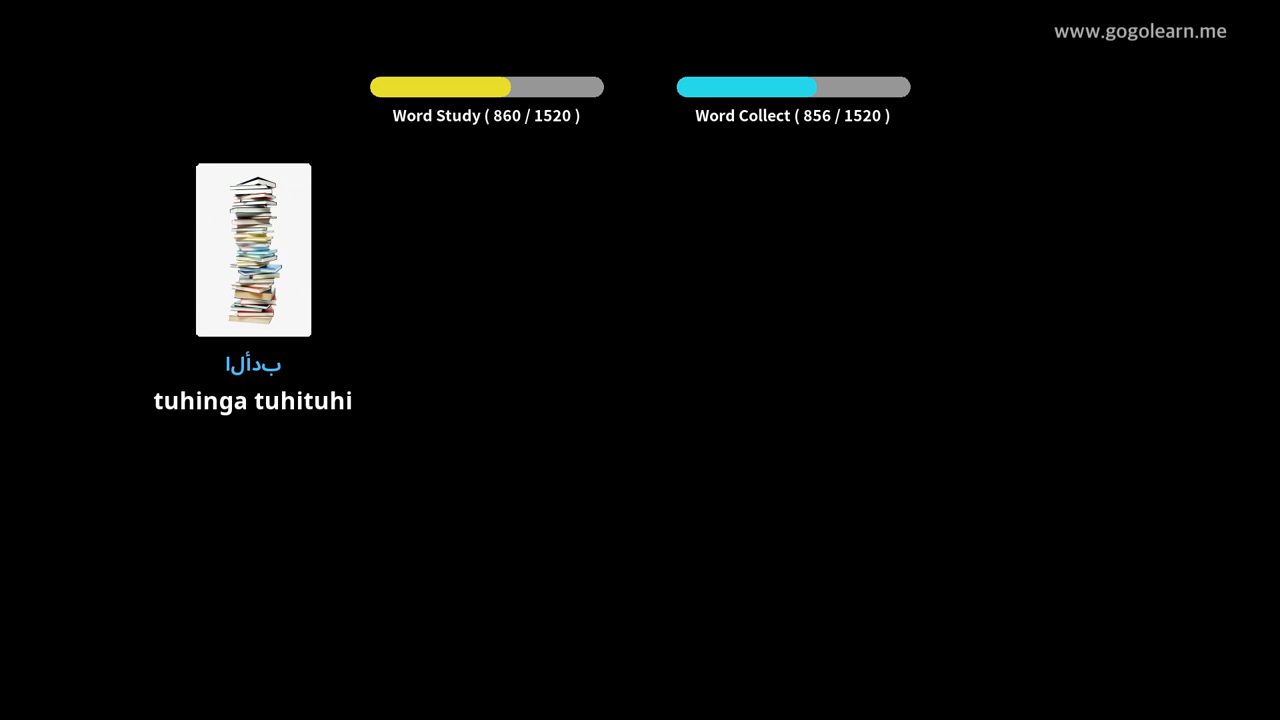 www.gogolearn.me
Word Study ( 860 / 1520 )
Word Collect ( 856 / 1520 )
الأدب
tuhinga tuhituhi